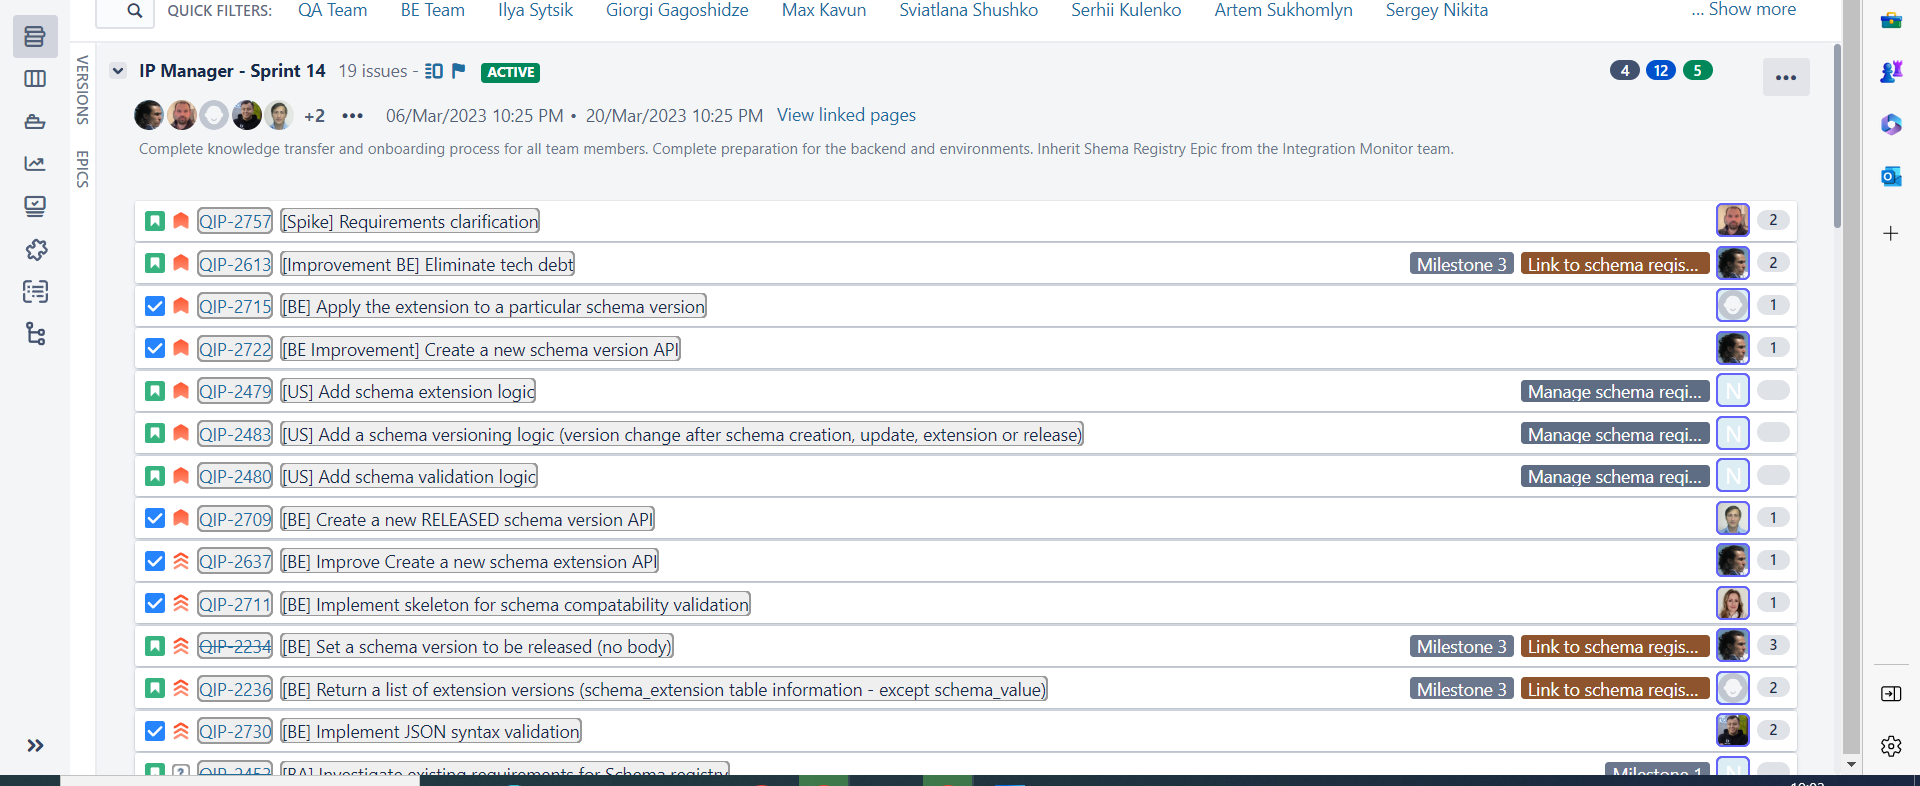 QUICK FILTERS: QA Team BE Team Ilya Sytsik Giorgi Gagoshidze Max Kavun Sviatlana Shushko Serhii Kulenko Artem Sukhomlyn Sergey Nikita ... Show more
VERSIONS
EPICS
IP Manager - Sprint 14 19 issues - ACTIVE 4 12 5
+2 ••• 06/Mar/2023 10:25 PM • 20/Mar/2023 10:25 PM View linked pages
Complete knowledge transfer and onboarding process for all team members. Complete preparation for the backend and environments. Inherit Shema Registry Epic from the Integration Monitor team.
QIP-2757 [Spike] Requirements clarification 2
QIP-2613 [Improvement BE] Eliminate tech debt Milestone 3 Link to schema regis... 2
QIP-2715 [BE] Apply the extension to a particular schema version 1
QIP-2722 [BE Improvement] Create a new schema version API 1
QIP-2479 [US] Add schema extension logic Manage schema regi... N
QIP-2483 [US] Add a schema versioning logic (version change after schema creation, update, extension or release) Manage schema regi... N
QIP-2480 [US] Add schema validation logic Manage schema regi... N
QIP-2709 [BE] Create a new RELEASED schema version API 1
QIP-2637 [BE] Improve Create a new schema extension API 1
QIP-2711 [BE] Implement skeleton for schema compatability validation 1
QIP-2234 [BE] Set a schema version to be released (no body) Milestone 3 Link to schema regis... 3
QIP-2236 [BE] Return a list of extension versions (schema_extension table information - except schema_value) Milestone 3 Link to schema regis... 2
QIP-2730 [BE] Implement JSON syntax validation 2
QIP-2453 [BA] Investigate existing requirements for Schema registry Milestone 1 N